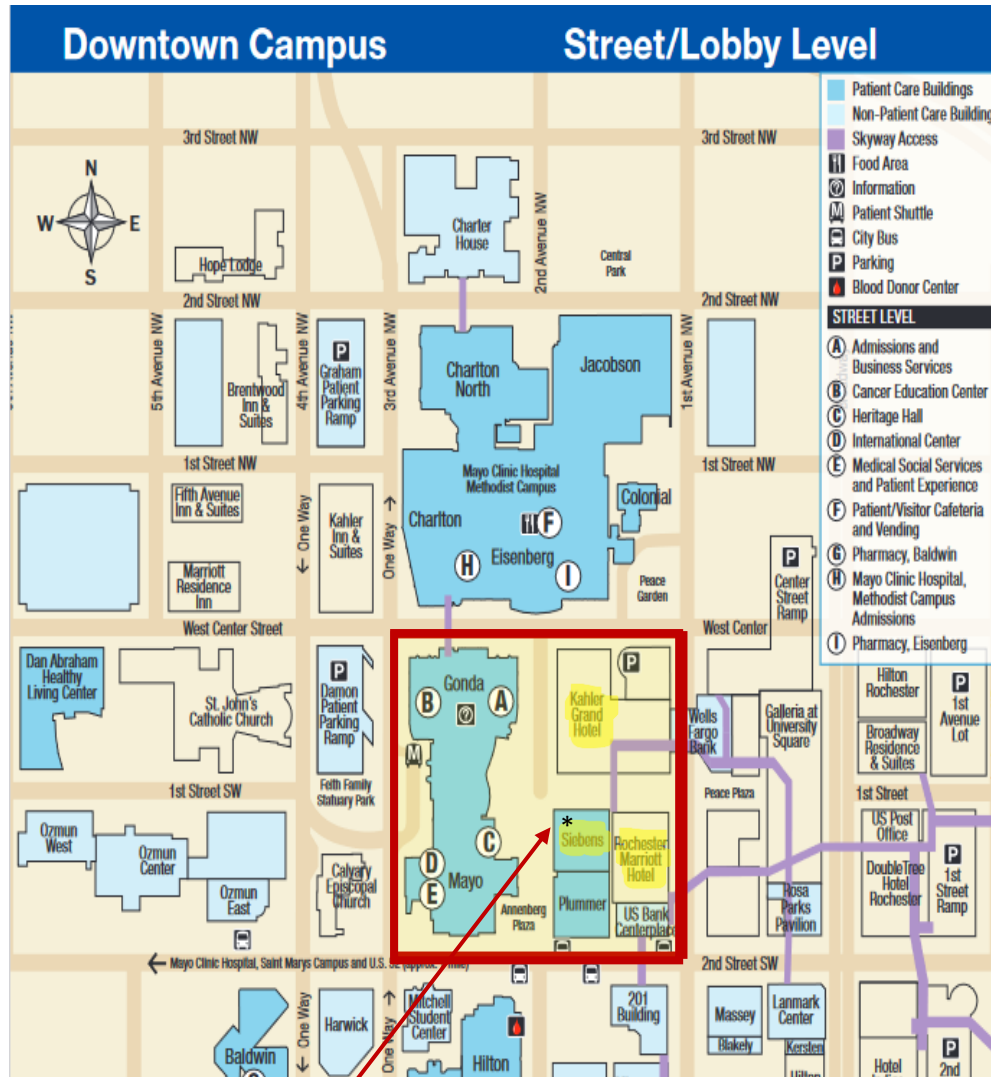 Downtown Campus
Street/Lobby Level
Patient Care Buildings
Non-Patient Care Building
Skyway Access
Food Area
Information
Patient Shuttle
City Bus
P Parking
Blood Donor Center
STREET LEVEL
A Admissions and
Business Services
B Cancer Education Center
C Heritage Hall
D International Center
E Medical Social Services
and Patient Experience
F Patient/Visitor Cafeteria
and Vending
G Pharmacy, Baldwin
H Mayo Clinic Hospital,
Methodist Campus
Admissions
I Pharmacy, Eisenberg
3rd Street NW
3rd Street NW
N
W
E
S
Charter
House
2nd Avenue NW
Central
Park
Hope Lodge
2nd Street NW
2nd Street NW
5th Avenue NW
4th Avenue NW
3rd Avenue NW
1st Avenue NW
Brentwood
Inn &
Suites
P
Graham
Patient
Parking
Ramp
Charlton
North
Jacobson
1st Street NW
1st Street NW
Mayo Clinic Hospital
Methodist Campus
Fifth Avenue
Inn & Suites
Kahler
Inn &
Suites
↓ One Way
One Way →
Charlton
F
Colonial
H
Eisenberg
I
Marriott
Residence
Inn
Peace
Garden
P
Center
Street
Ramp
West Center Street
West Center
Dan Abraham
Healthy
Living Center
St. John's
Catholic Church
P
Damon
Patient
Parking
Ramp
Gonda
B
A
P
Kahler
Grand
Hotel
Wells
Fargo
Bank
Galleria at
University
Square
Hilton
Rochester
Broadway
Residence
& Suites
P
1st
Avenue
Lot
1st Street SW
Feith Family
Statuary Park
Peace Plaza
1st Street
Ozmun
West
Ozmun
Center
Ozmun
East
Calvary
Episcopal
Church
C
D
E
Mayo
Annenberg
Plaza
*
Siebens
Plummer
Rochester
Marriott
Hotel
US Bank
Centerplace
Rosa
Parks
Pavilion
US Post
Office
DoubleTree
Hotel
Rochester
P
1st
Street
Ramp
← Mayo Clinic Hospital, Saint Marys Campus and U.S.
2nd Street SW
Baldwin
↓ One Way
Harwick
One Way →
Mitchell
Student
Center
Hilton
201
Building
Massey
Blakely
Lanmark
Center
Kersten
Hotel
P
2nd